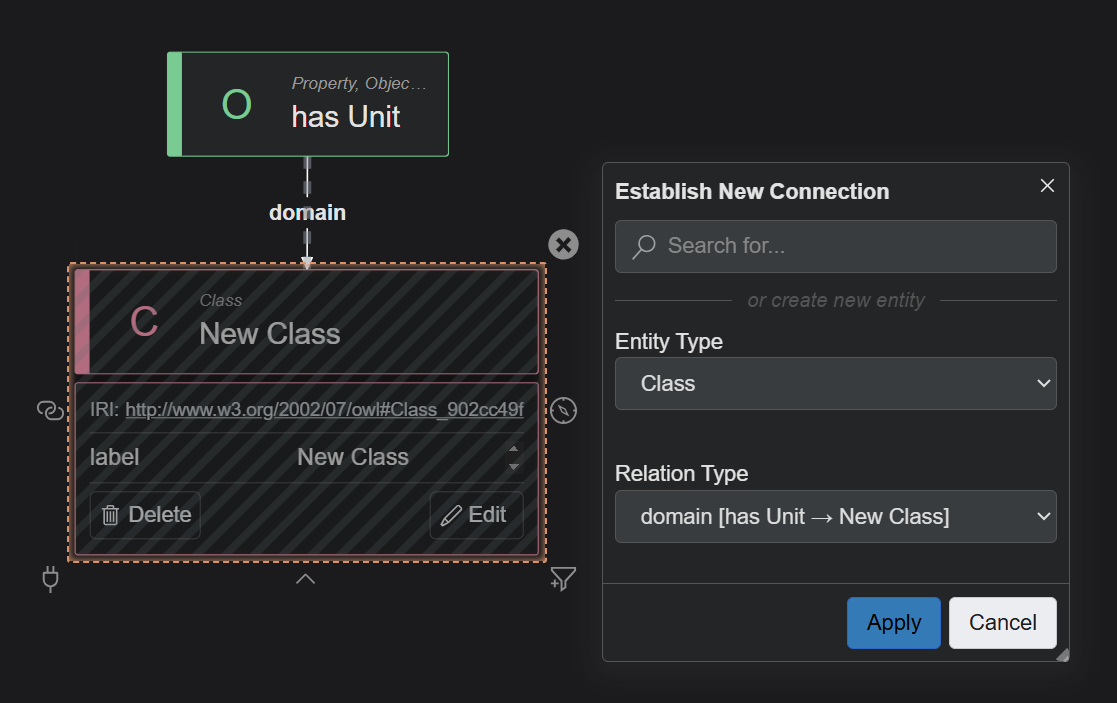 O
Property, Objec...
has Unit
domain
C
Class
New Class
IRI: http://www.w3.org/2002/07/owl#Class_902cc49f
label
New Class
Delete
Edit
Establish New Connection
Search for...
or create new entity
Entity Type
Class
Relation Type
domain [has Unit → New Class]
Apply
Cancel